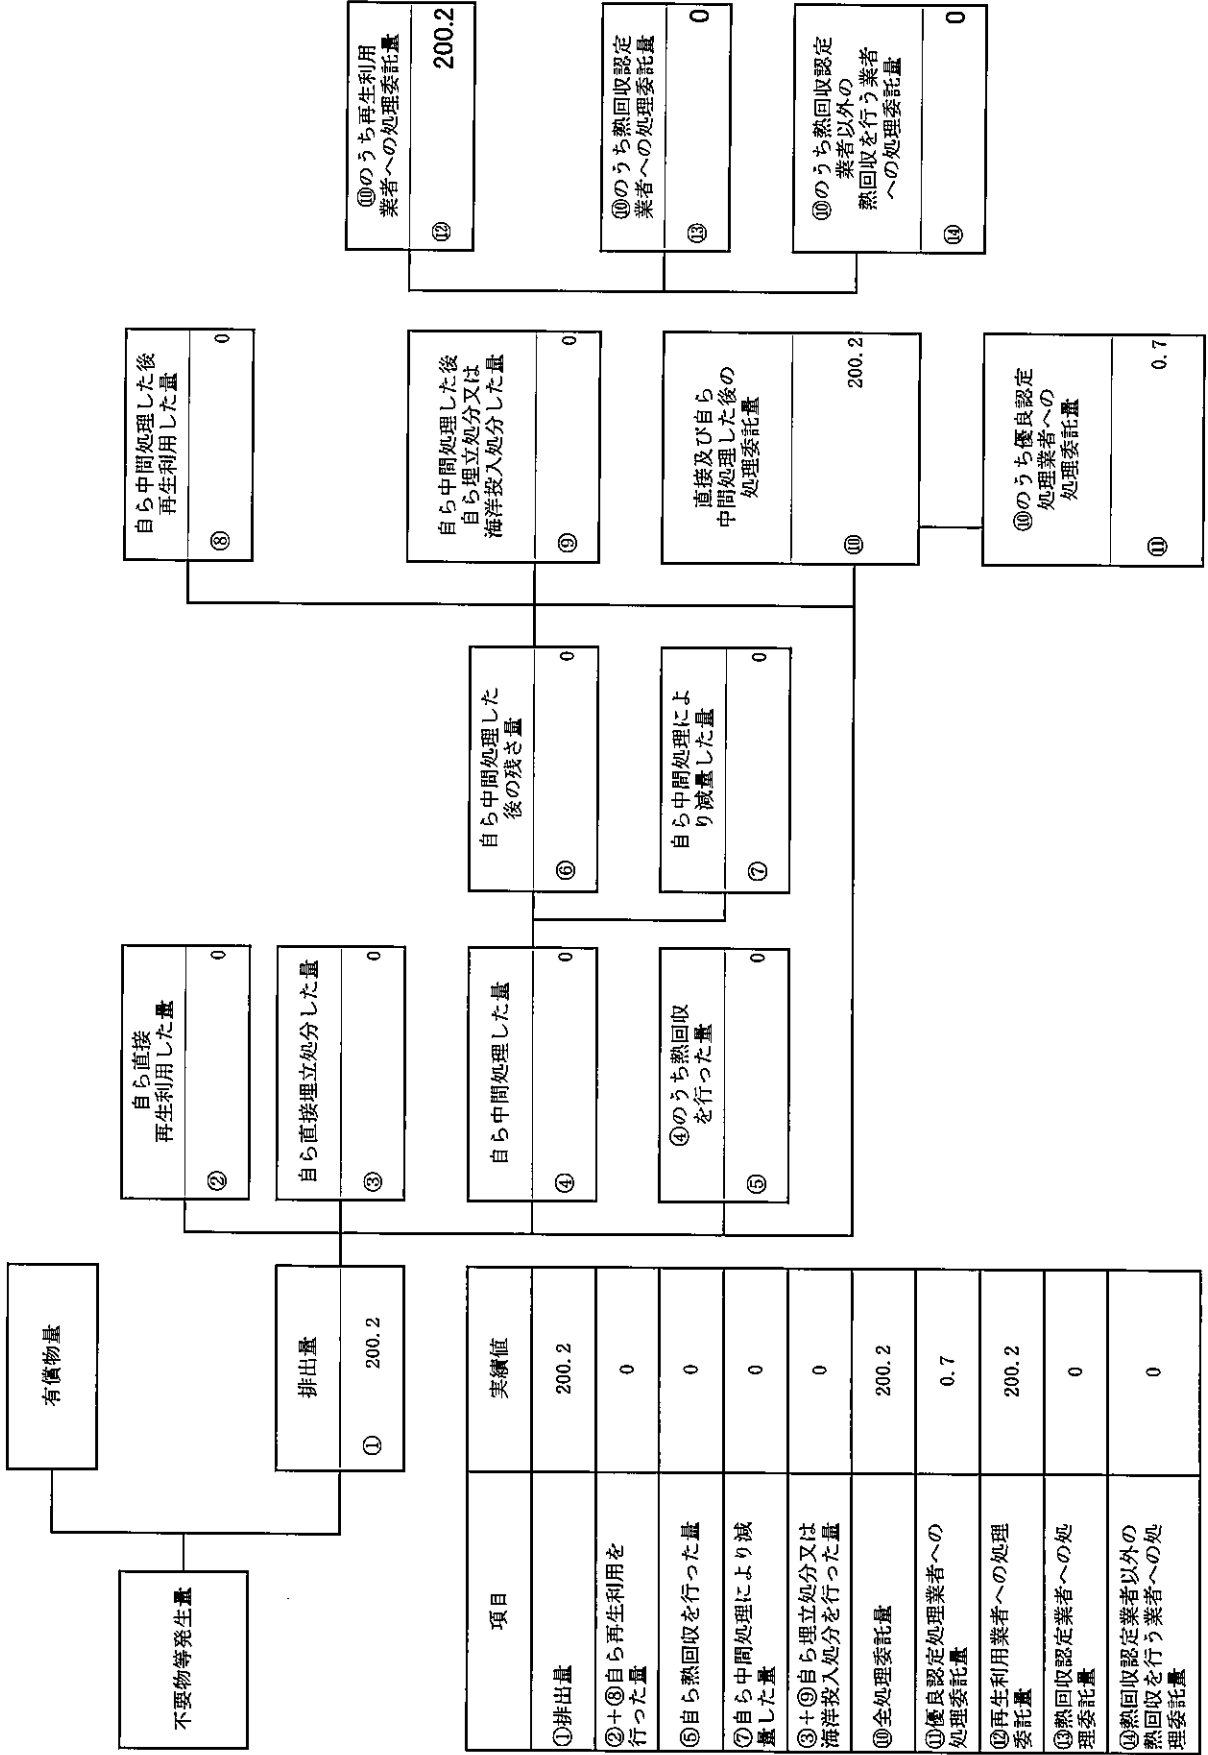 不要物等発生量
有償物量
排出量
① 200.2
自ら直接
再生利用した量
② 0
自ら直接埋立処分した量
③ 0
自ら中間処理した量
④ 0
④のうち熱回収
を行った量
⑤ 0
自ら中間処理した
後の残さ量
⑥ 0
自ら中間処理によ
り減量した量
⑦ 0
自ら中間処理した後
再生利用した量
⑧ 0
自ら中間処理した後
自ら埋立処分又は
海洋投入処分した量
⑨ 0
直接及び自ら
中間処理した後の
処理委託量
⑩ 200.2
⑩のうち優良認定
処理業者への
処理委託量
⑪ 0.7
⑩のうち再生利用
業者への処理委託量
⑫ 200.2
⑩のうち熱回収認定
業者への処理委託量
⑬ 0
⑩のうち熱回収認定
業者以外の
熱回収を行う業者
への処理委託量
⑭ 0
項目 実績値
①排出量 200.2
②+⑧自ら再生利用を
行った量 0
⑤自ら熱回収を行った量 0
⑦自ら中間処理により減
量した量 0
③+⑨自ら埋立処分又は
海洋投入処分を行った量 0
⑩全処理委託量 200.2
⑪優良認定処理業者への
処理委託量 0.7
⑫再生利用業者への処理
委託量 200.2
⑬熱回収認定業者への処
理委託量 0
⑭熱回収認定業者以外の
熱回収を行う業者への処
理委託量 0